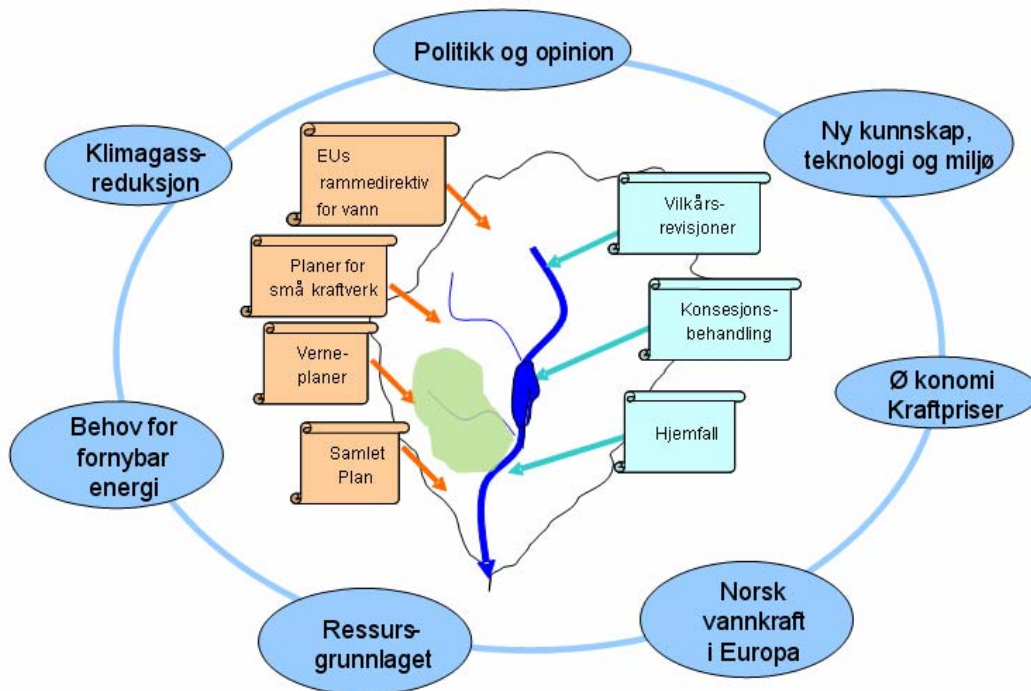 Politikk og opinion
Klimagass-
reduksjon
Ny kunnskap,
teknologi og miljø
EUs
rammedirektiv
for vann
Vilkårs-
revisjoner
Planer for
små kraftverk
Konsesjons-
behandling
Verne-
planer
Ø konomi
Kraftpriser
Behov for
fornybar
energi
Samlet
Plan
Hjemfall
Ressurs-
grunnlaget
Norsk
vannkraft
i Europa